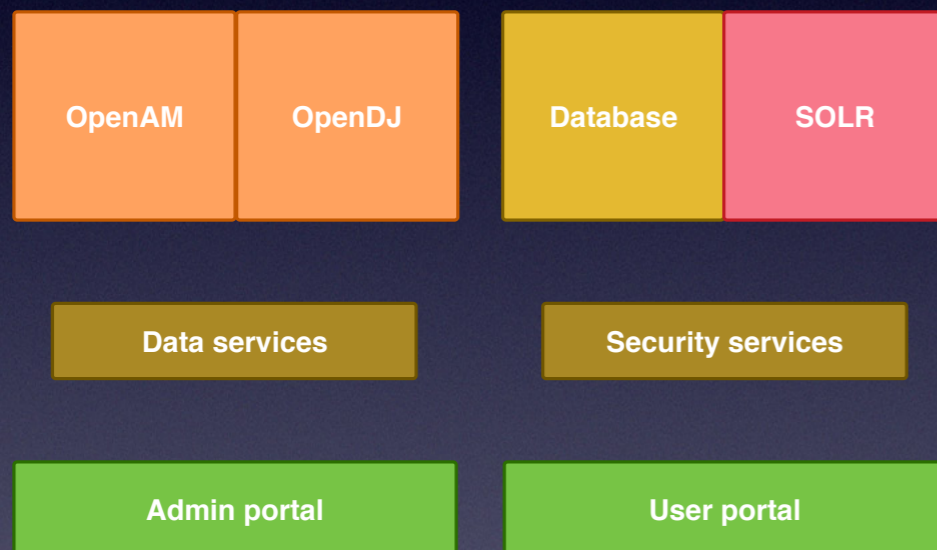 OpenAM OpenDJ Database SOLR
Data services Security services
Admin portal User portal